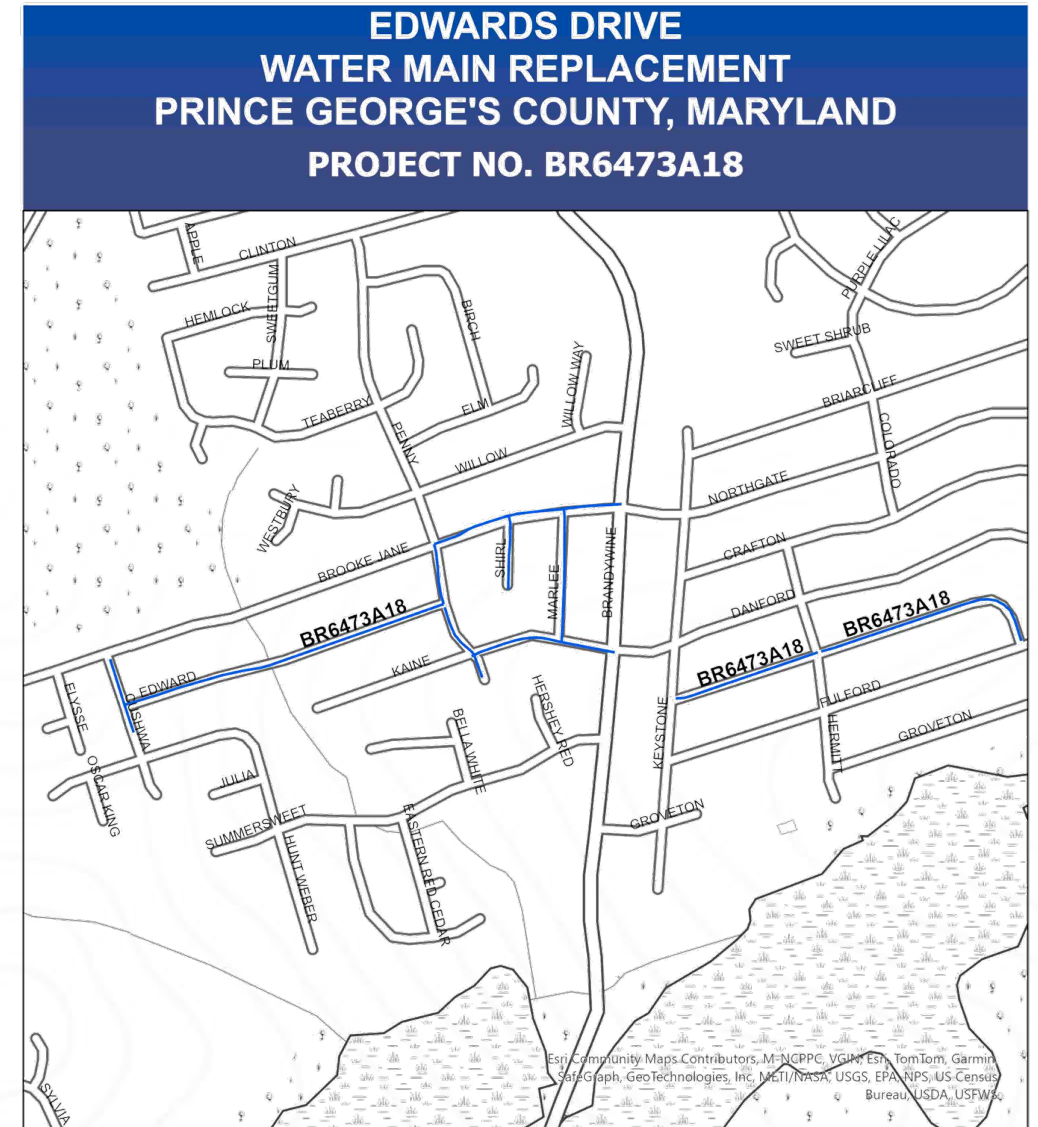 EDWARDS DRIVE
WATER MAIN REPLACEMENT
PRINCE GEORGE'S COUNTY, MARYLAND
PROJECT NO. BR6473A18
APPLE
CLINTON
PURPLE LILAC
SWEETGUM
HEMLOCK
BIRCH
SWEET SHRUB
PLUM
WILLOW WAY
BRIARCLIFF
TEABERRY
ELM
PENNY
COLORADO
WILLOW
NORTHGATE
WESTBURY
BROOKE JANE
SHIRL
MARLEE
BRANDYWINE
CRAFTON
DANFORD
BR6473A18
BR6473A18
BR6473A18
KAINE
EDWARD
CUSHWA
ELYSSE
HERSHEY RED
FULFORD
HERMITT
GROVETON
KEYSTONE
BELLA WHITE
OSCAR KING
JULIA
SUMMERSWEET
EASTERN RED CEDAR
GROVETON
HUNT WEBER
SYLVIA
Esri Community Maps Contributors, M-NCPPC, VGIN, Esri, TomTom, Garmin,
SafeGraph, GeoTechnologies, Inc, METI/NASA, USGS, EPA, NPS, US Census
Bureau, USDA, USFWS